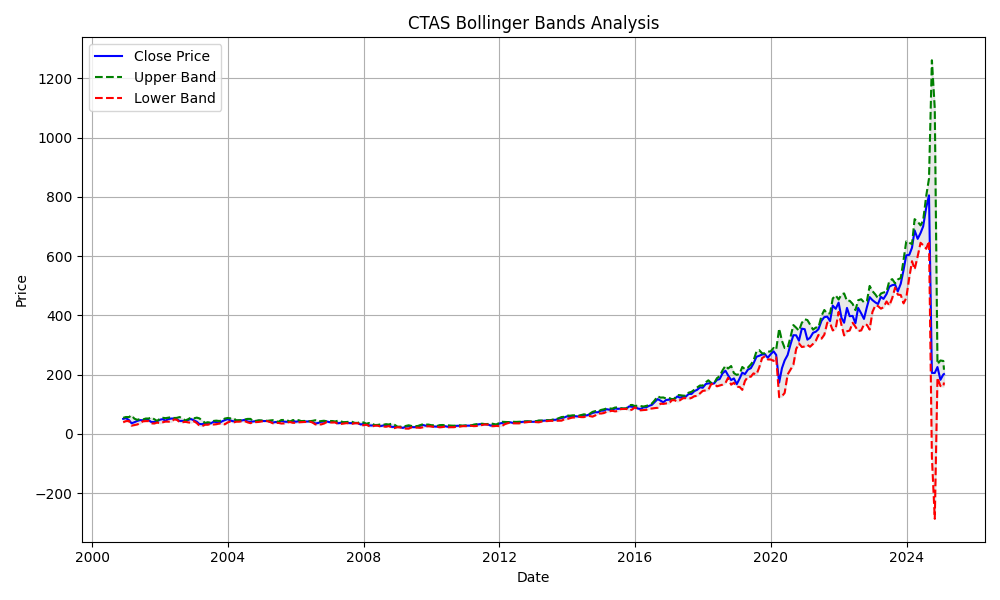 CTAS Bollinger Bands Analysis
Close Price
Upper Band
Lower Band
Price
1200
1000
800
600
400
200
0
−200
2000
2004
2008
2012
2016
2020
2024
Date